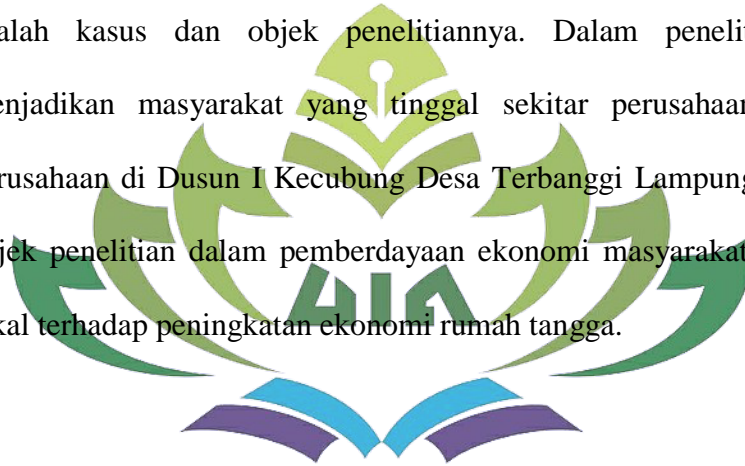 alah kasus dan objek penelitiannya. Dalam penelit
enjadikan masyarakat yang tinggal sekitar perusahaan
rusahaan di Dusun I Kecubung Desa Terbanggi Lampung
jek penelitian dalam pemberdayaan ekonomi masyarakat
kal terhadap peningkatan ekonomi rumah tangga.
UIN